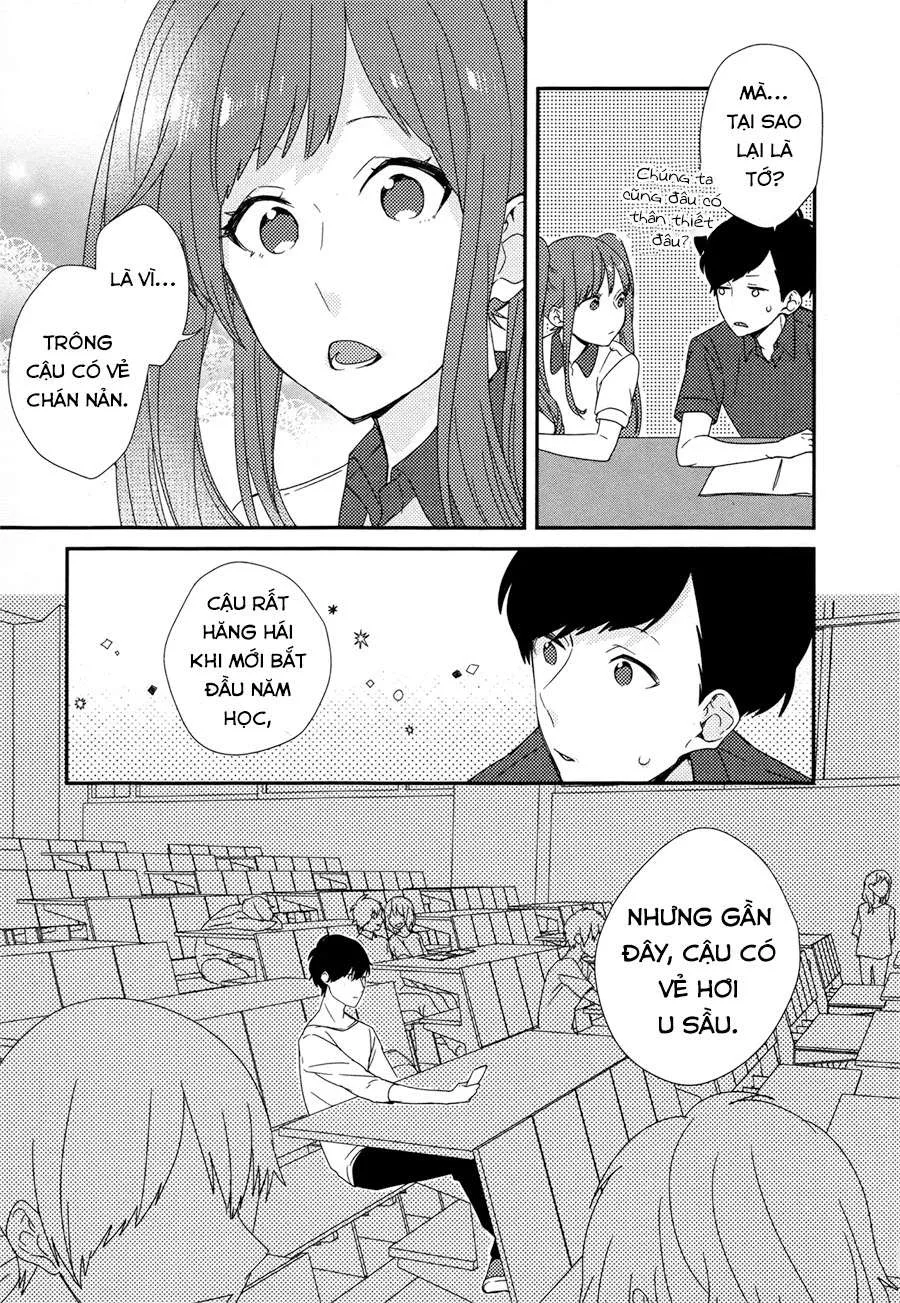 MÀ...
TẠI SAO
LẠI LÀ
TỚ?
Chúng ta
cũng đâu có
thân thiết
đâu?
LÀ VÌ...
TRÔNG
CẬU CÓ VẺ
CHÁN NẢN.
CẬU RẤT
HĂNG HÁI
KHI MỚI BẮT
ĐẦU NĂM
HỌC,
NHƯNG GẦN
ĐÂY, CẬU CÓ
VẺ HƠI
U SẦU.